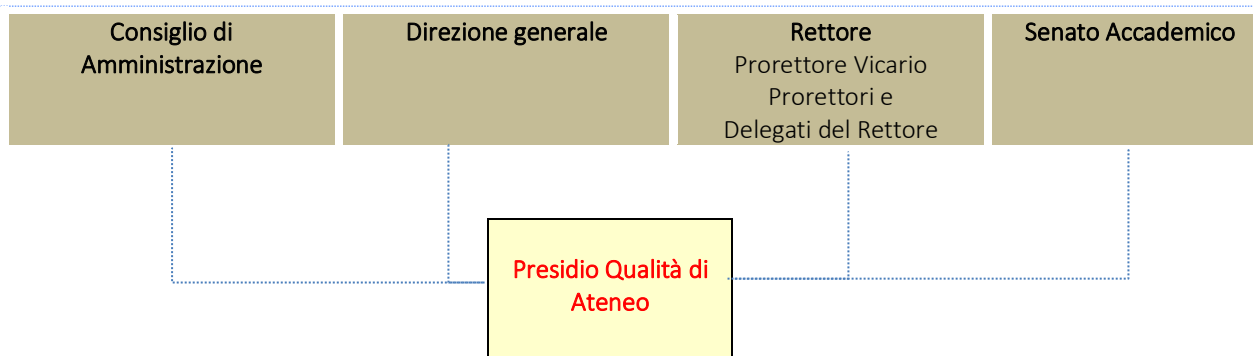 Consiglio di
Amministrazione
Direzione generale
Rettore
Prorettore Vicario
Prorettori e
Delegati del Rettore
Senato Accademico
Presidio Qualità di
Ateneo